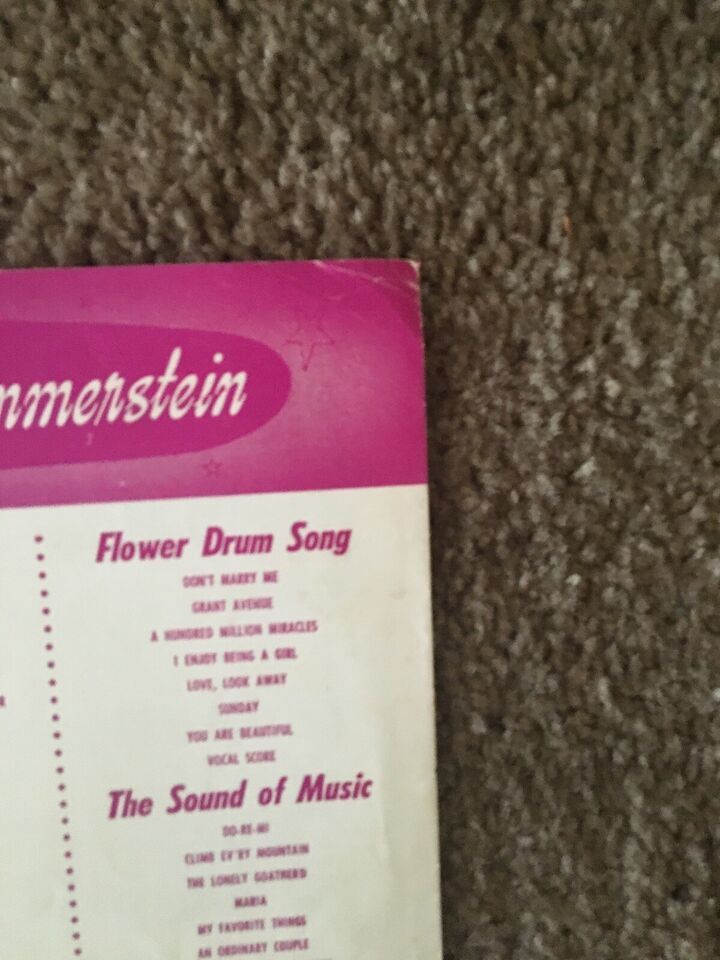 mmerstein
R
Flower Drum Song
DON'T MARRY ME
GRANT AVENUE
A HUNDRED MILLION MIRACLES
I ENJOY BEING A GIRL
LOVE, LOOK AWAY
SUNDAY
YOU ARE BEAUTIFUL
VOCAL SCORE
The Sound of Music
DO-RE-MI
CLIMB EV'RY MOUNTAIN
THE LONELY GOATHERD
MARIA
MY FAVORITE THINGS
AN ORDINARY COUPLE